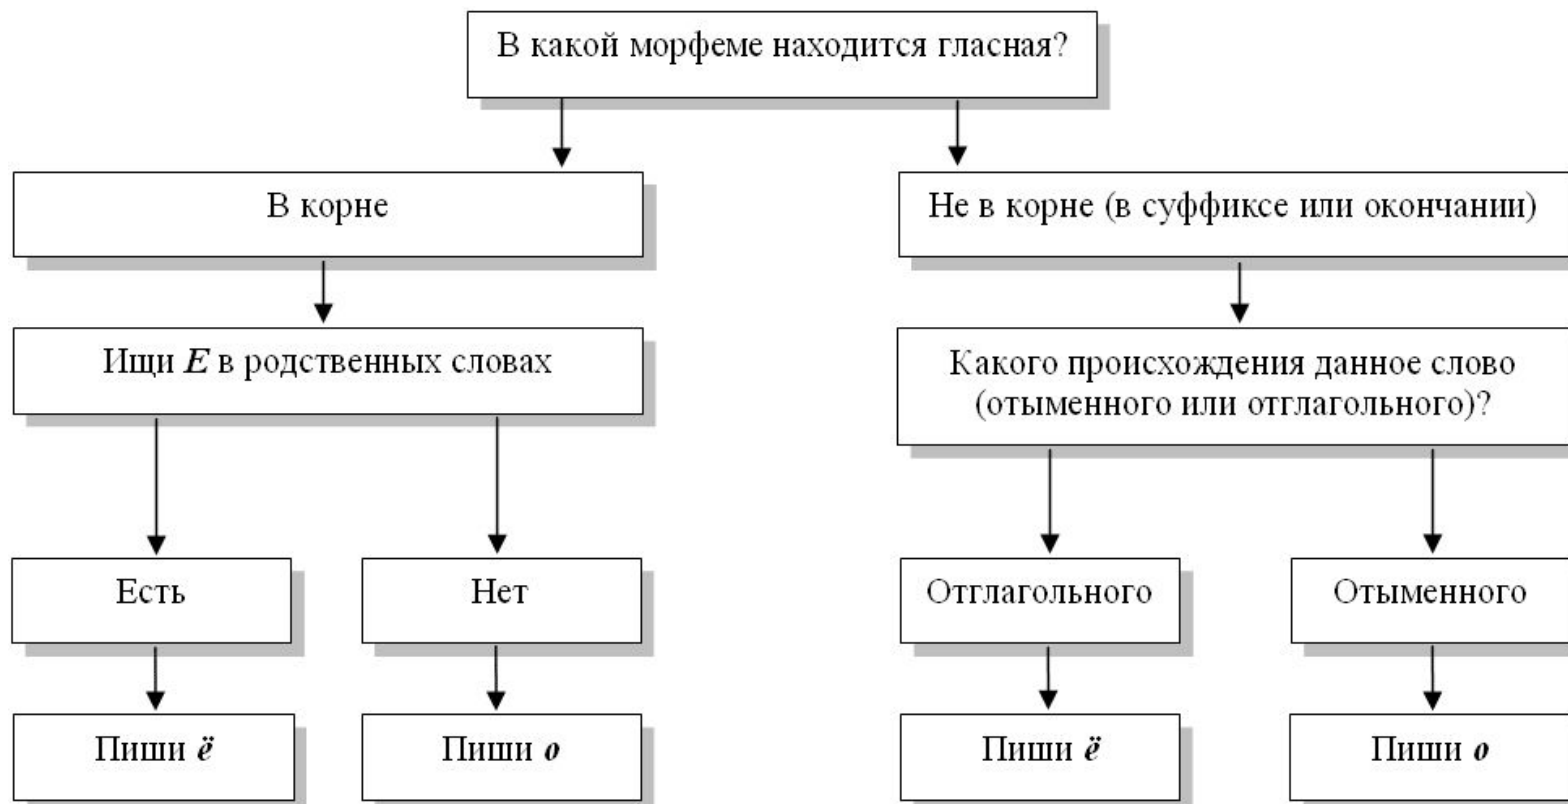 В какой морфеме находится гласная?
В корне
Не в корне (в суффиксе или окончании)
Ищи Е в родственных словах
Какого происхождения данное слово
(отыменного или отглагольного)?
Есть
Нет
Отглагольного
Отыменного
Пиши ё
Пиши о
Пиши ё
Пиши о